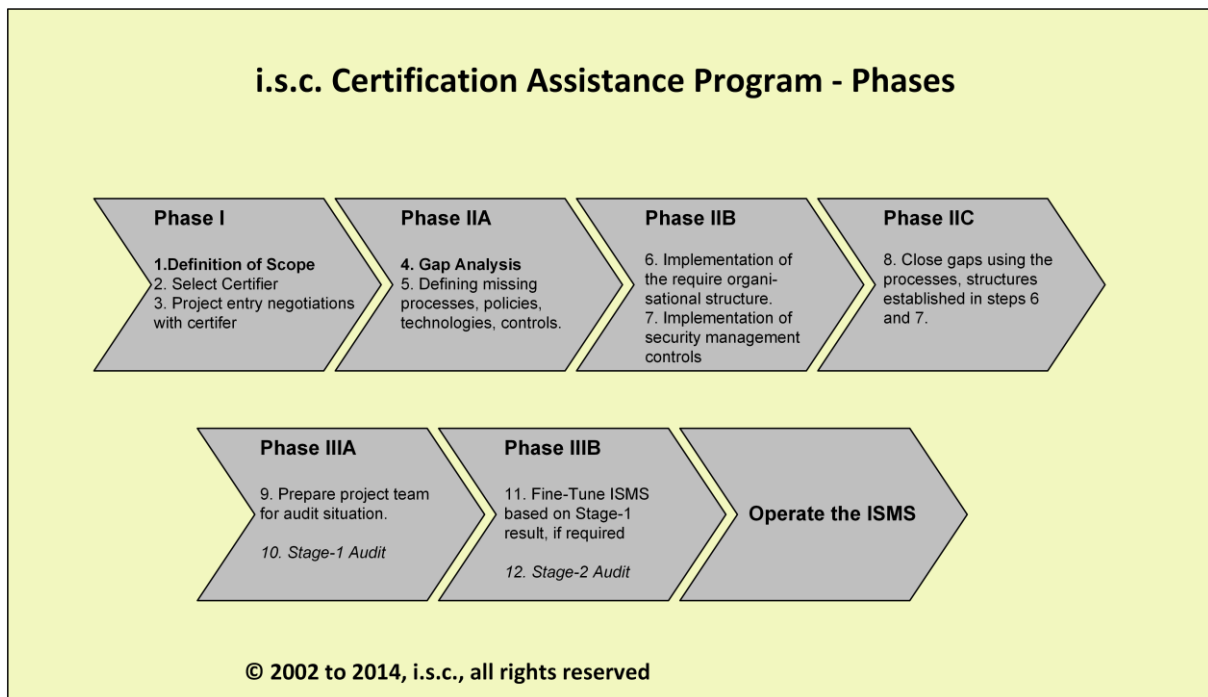 i.s.c. Certification Assistance Program - Phases
Phase I
1.Definition of Scope
2. Select Certifier
3. Project entry negotiations
with certifer
Phase IIA
4. Gap Analysis
5. Defining missing
processes, policies,
technologies, controls.
Phase IIB
6. Implementation of
the require organi-
sational structure.
7. Implementation of
security management
controls
Phase IIC
8. Close gaps using the
processes, structures
established in steps 6
and 7.
Phase IIIA
9. Prepare project team
for audit situation.
10. Stage-1 Audit
Phase IIIB
11. Fine-Tune ISMS
based on Stage-1
result, if required
12. Stage-2 Audit
Operate the ISMS
© 2002 to 2014, i.s.c., all rights reserved